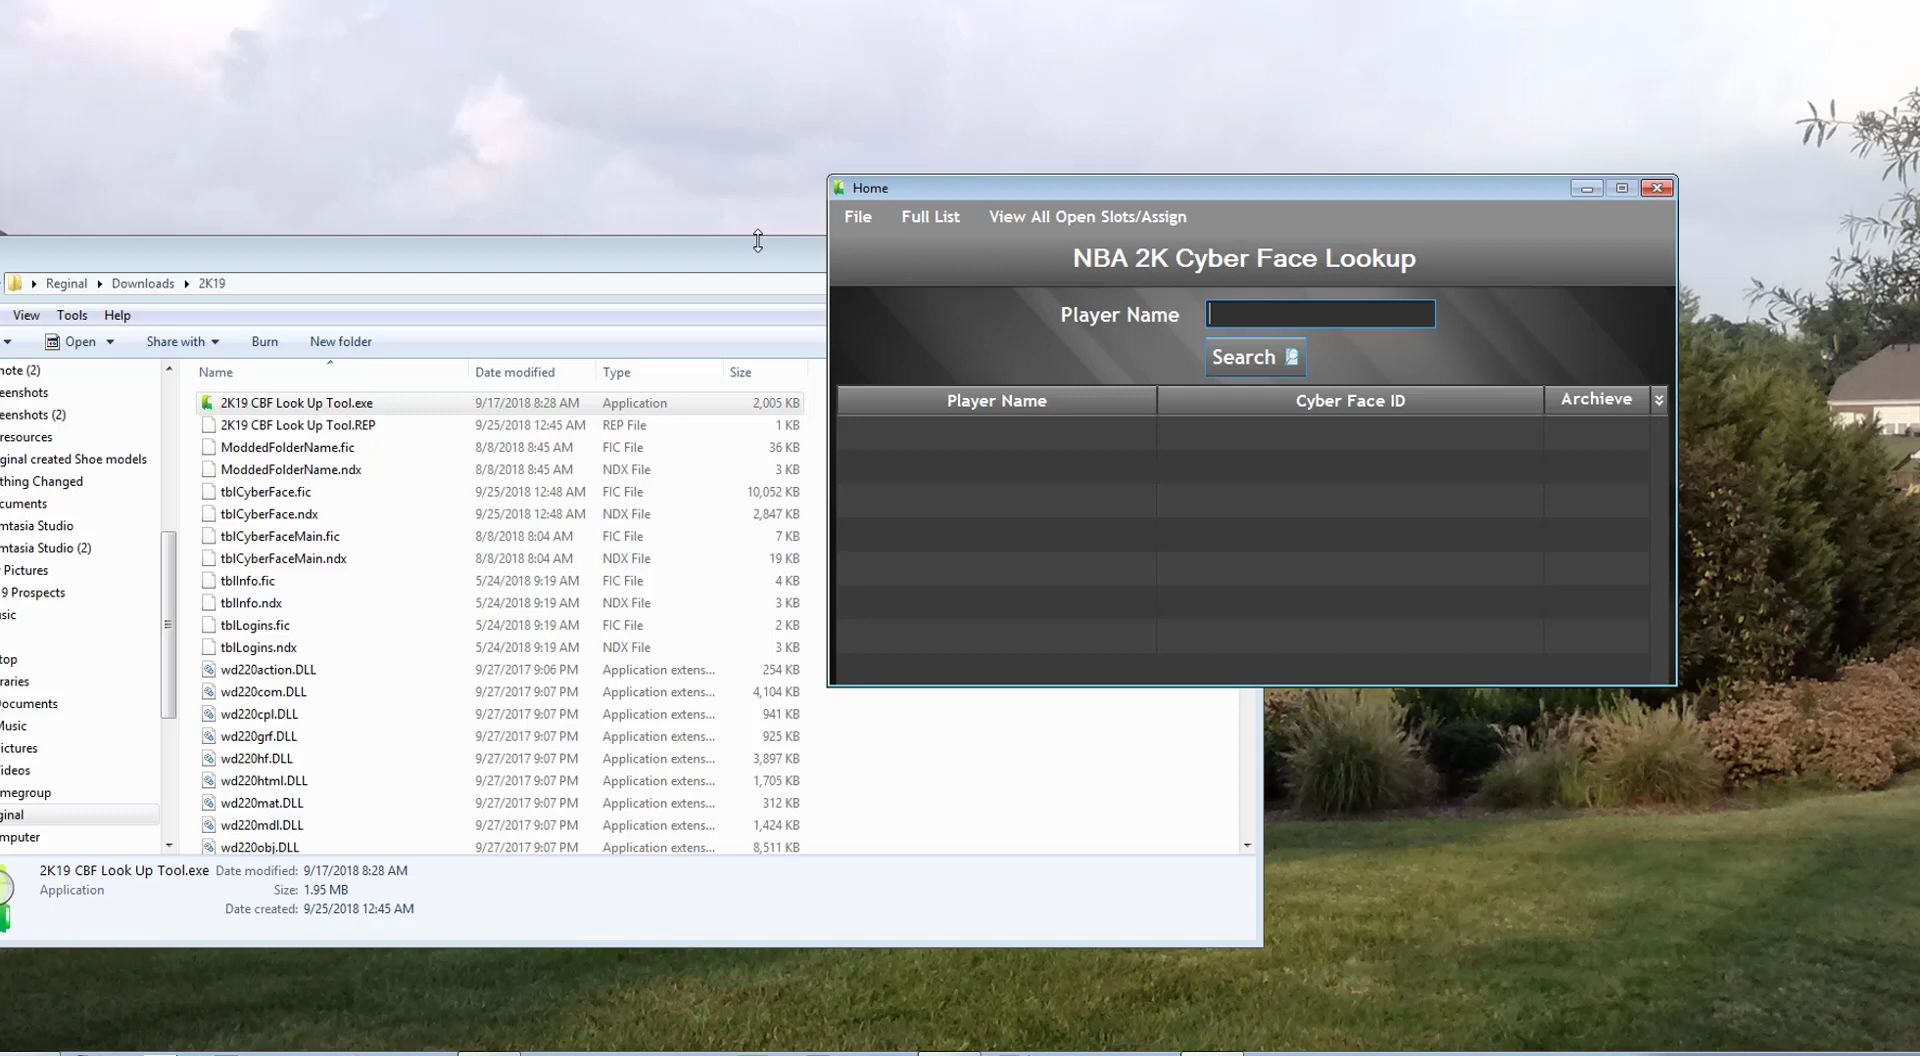 Home
File Full List View All Open Slots/Assign
NBA 2K Cyber Face Lookup
Player Name
Search
Player Name Cyber Face ID Archieve
Reginal Downloads 2K19
View Tools Help
Open Share with Burn New folder
Name Date modified Type Size
note (2)
eenshots
eenshots (2)
resources
ginal created Shoe models
thing Changed
cuments
mtasia Studio
mtasia Studio (2)
Pictures
9 Prospects
sic
top
raries
Documents
Music
ictures
ideos
megroup
ginal
mputer
2K19 CBF Look Up Tool.exe 9/17/2018 8:28 AM Application 2,005 KB
2K19 CBF Look Up Tool.REP 9/25/2018 12:45 AM REP File 1 KB
ModdedFolderName.fic 8/8/2018 8:45 AM FIC File 36 KB
ModdedFolderName.ndx 8/8/2018 8:45 AM NDX File 3 KB
tblCyberFace.fic 9/25/2018 12:48 AM FIC File 10,052 KB
tblCyberFace.ndx 9/25/2018 12:48 AM NDX File 2,847 KB
tblCyberFaceMain.fic 8/8/2018 8:04 AM FIC File 7 KB
tblCyberFaceMain.ndx 8/8/2018 8:04 AM NDX File 19 KB
tblInfo.fic 5/24/2018 9:19 AM FIC File 4 KB
tblInfo.ndx 5/24/2018 9:19 AM NDX File 3 KB
tblLogins.fic 5/24/2018 9:19 AM FIC File 2 KB
tblLogins.ndx 5/24/2018 9:19 AM NDX File 3 KB
wd220action.DLL 9/27/2017 9:06 PM Application extens... 254 KB
wd220com.DLL 9/27/2017 9:07 PM Application extens... 4,104 KB
wd220cpl.DLL 9/27/2017 9:07 PM Application extens... 941 KB
wd220grf.DLL 9/27/2017 9:07 PM Application extens... 925 KB
wd220hf.DLL 9/27/2017 9:07 PM Application extens... 3,897 KB
wd220html.DLL 9/27/2017 9:07 PM Application extens... 1,705 KB
wd220mat.DLL 9/27/2017 9:07 PM Application extens... 312 KB
wd220mdl.DLL 9/27/2017 9:07 PM Application extens... 1,424 KB
wd220obj.DLL 9/27/2017 9:07 PM Application extens... 8,511 KB
2K19 CBF Look Up Tool.exe Date modified: 9/17/2018 8:28 AM
Application Size: 1.95 MB
Date created: 9/25/2018 12:45 AM